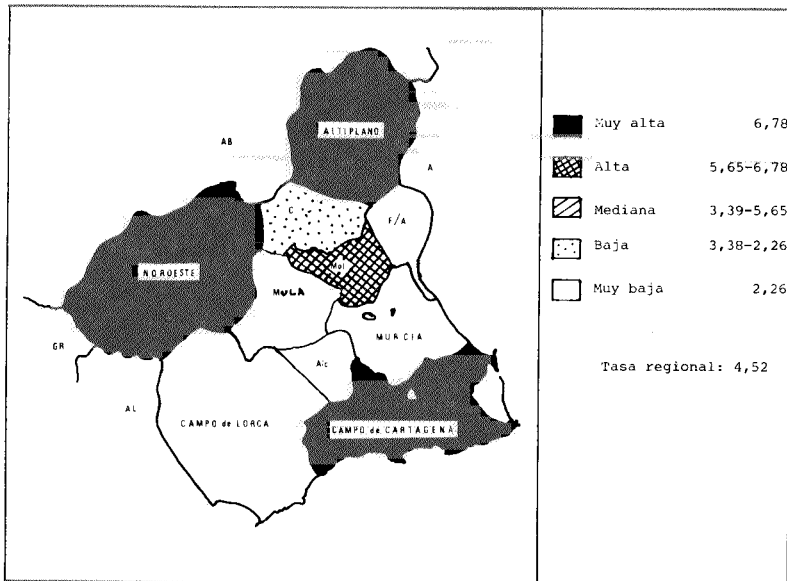 ALTIPLANO
AB
A
C
F/A
Mol
NOROESTE
MULA
MURCIA
GR
Alc
AL
CAMPO de LORCA
CAMPO de CARTAGENA
Muy alta 6,78
Alta 5,65-6,78
Mediana 3,39-5,65
Baja 3,38-2,26
Muy baja 2,26
Tasa regional: 4,52